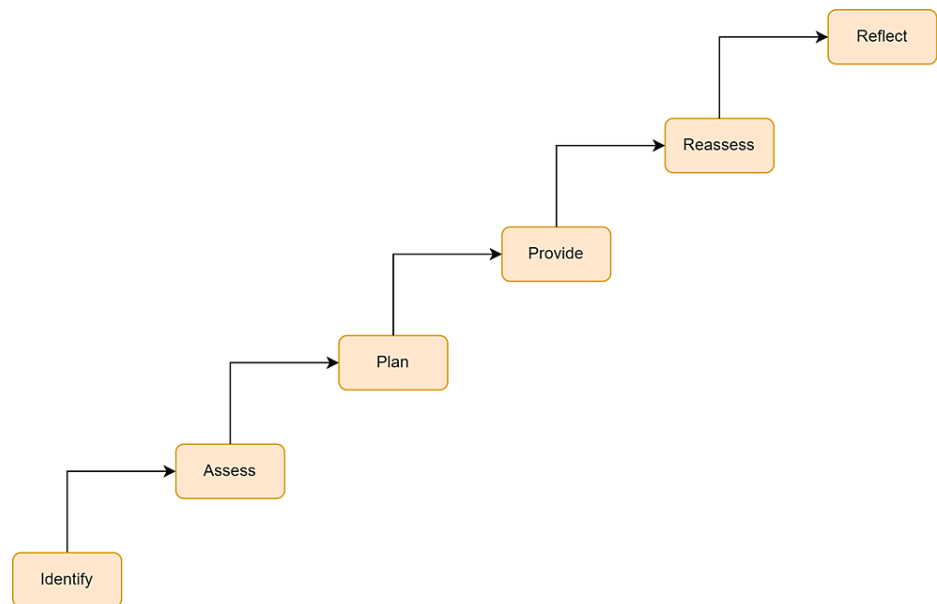 Reflect
Reassess
Provide
Plan
Assess
Identify